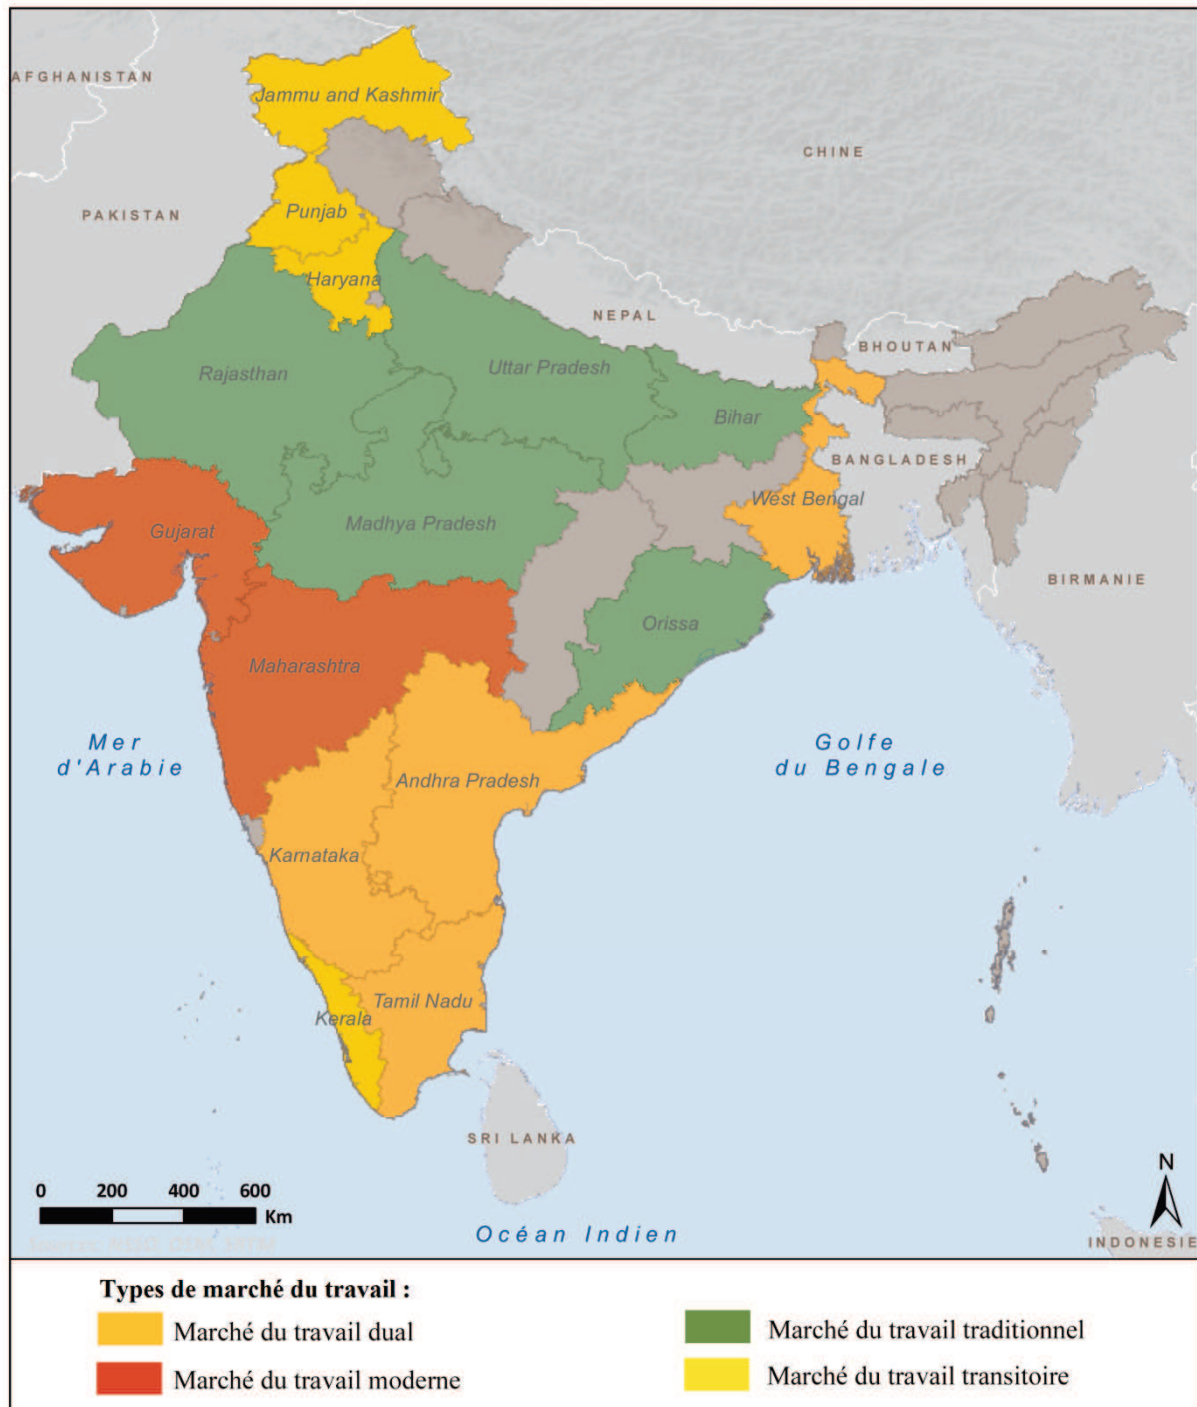 AFGHANISTAN
Jammu and Kashmir
CHINE
PAKISTAN
Punjab
Haryana
NEPAL
BHOUTAN
Rajasthan
Uttar Pradesh
Bihar
BANGLADESH
West Bengal
Gujarat
Madhya Pradesh
BIRMANIE
Orissa
Maharashtra
Mer
d'Arabie
Golfe
du Bengale
Andhra Pradesh
Karnataka
Tamil Nadu
Kerala
SRI LANKA
N
0 200 400 600
Km
Océan Indien
INDONESIE
Types de marché du travail :
Marché du travail dual
Marché du travail traditionnel
Marché du travail moderne
Marché du travail transitoire